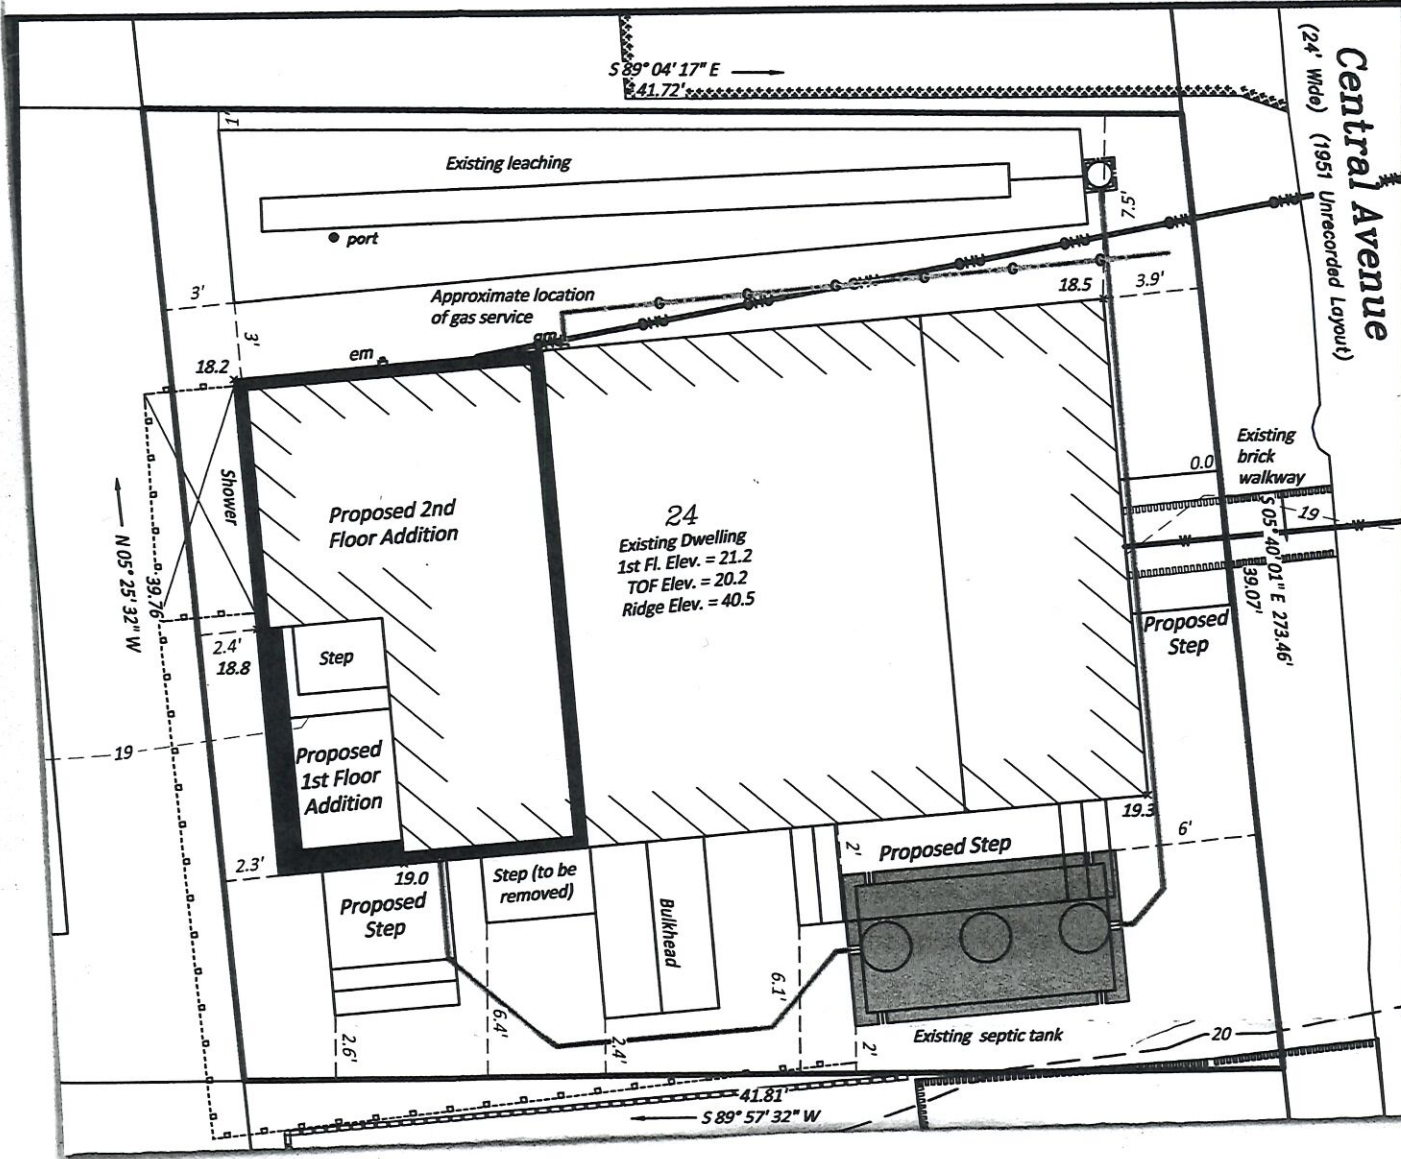 S 89° 04' 17" E
41.72'
Central Avenue
(24' Wide) (1951 Unrecorded Layout)
1'
Existing leaching
port
7.5'
OHU
OHU
OHU
OHU
OHU
OHU
G
G
G
G
G
G
3'
3'
Approximate location
of gas service
18.5
3.9'
em
18.2
Shower
N 05° 25' 32" W
39.76
Proposed 2nd
Floor Addition
24
Existing Dwelling
1st Fl. Elev. = 21.2
TOF Elev. = 20.2
Ridge Elev. = 40.5
Existing
brick
walkway
0.0
19
W
W
S 05° 40' 01" E 273.46'
39.07'
Proposed
Step
2.4'
18.8
Step
19
Proposed
1st Floor
Addition
2.3'
19.0
Proposed
Step
Step (to be
removed)
Bulkhead
2'
Proposed Step
19.3
6'
2.6'
6.4'
2.4'
6.1'
2'
Existing septic tank
20
41.81'
S 89° 57' 32" W